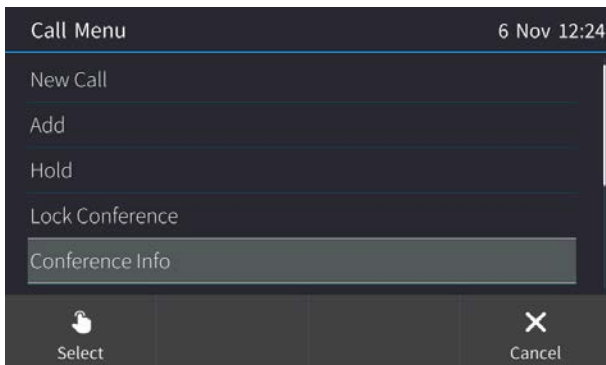 Call Menu 6 Nov 12:24
New Call
Add
Hold
Lock Conference
Conference Info
Select Cancel